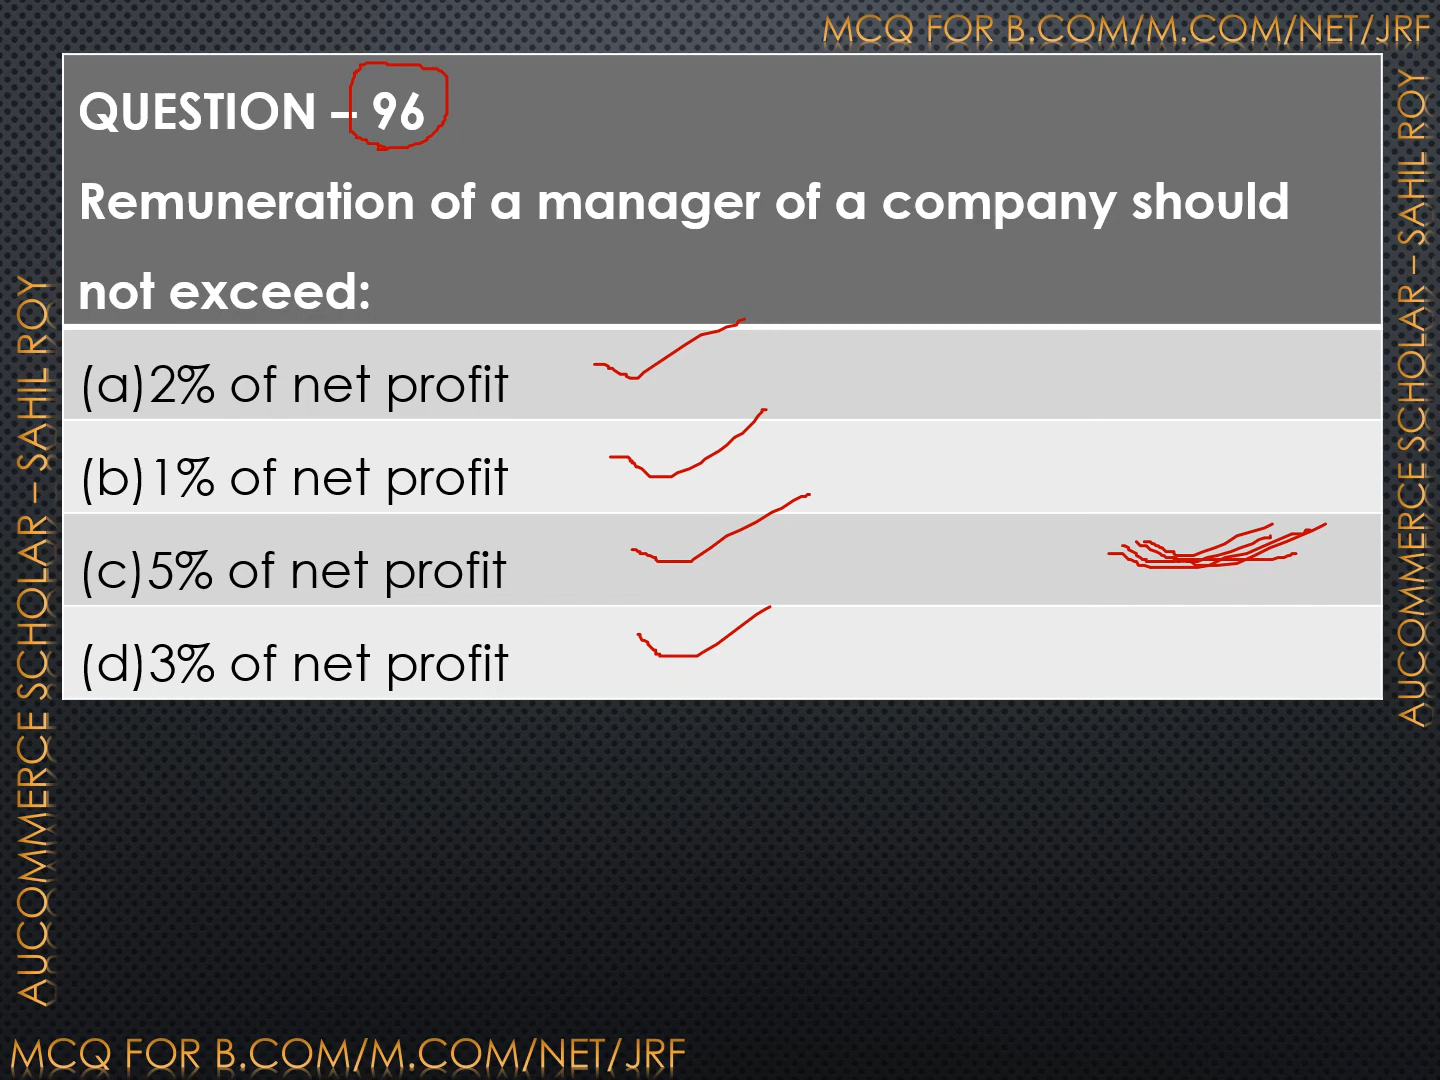 MCQ FOR B.COM/M.COM/NET/JRF
QUESTION – 96
Remuneration of a manager of a company should
not exceed:
(a)2% of net profit
(b)1% of net profit
(c)5% of net profit
(d)3% of net profit
AUCOMMERCE SCHOLAR – SAHIL ROY
AUCOMMERCE SCHOLAR – SAHIL ROY
MCQ FOR B.COM/M.COM/NET/JRF